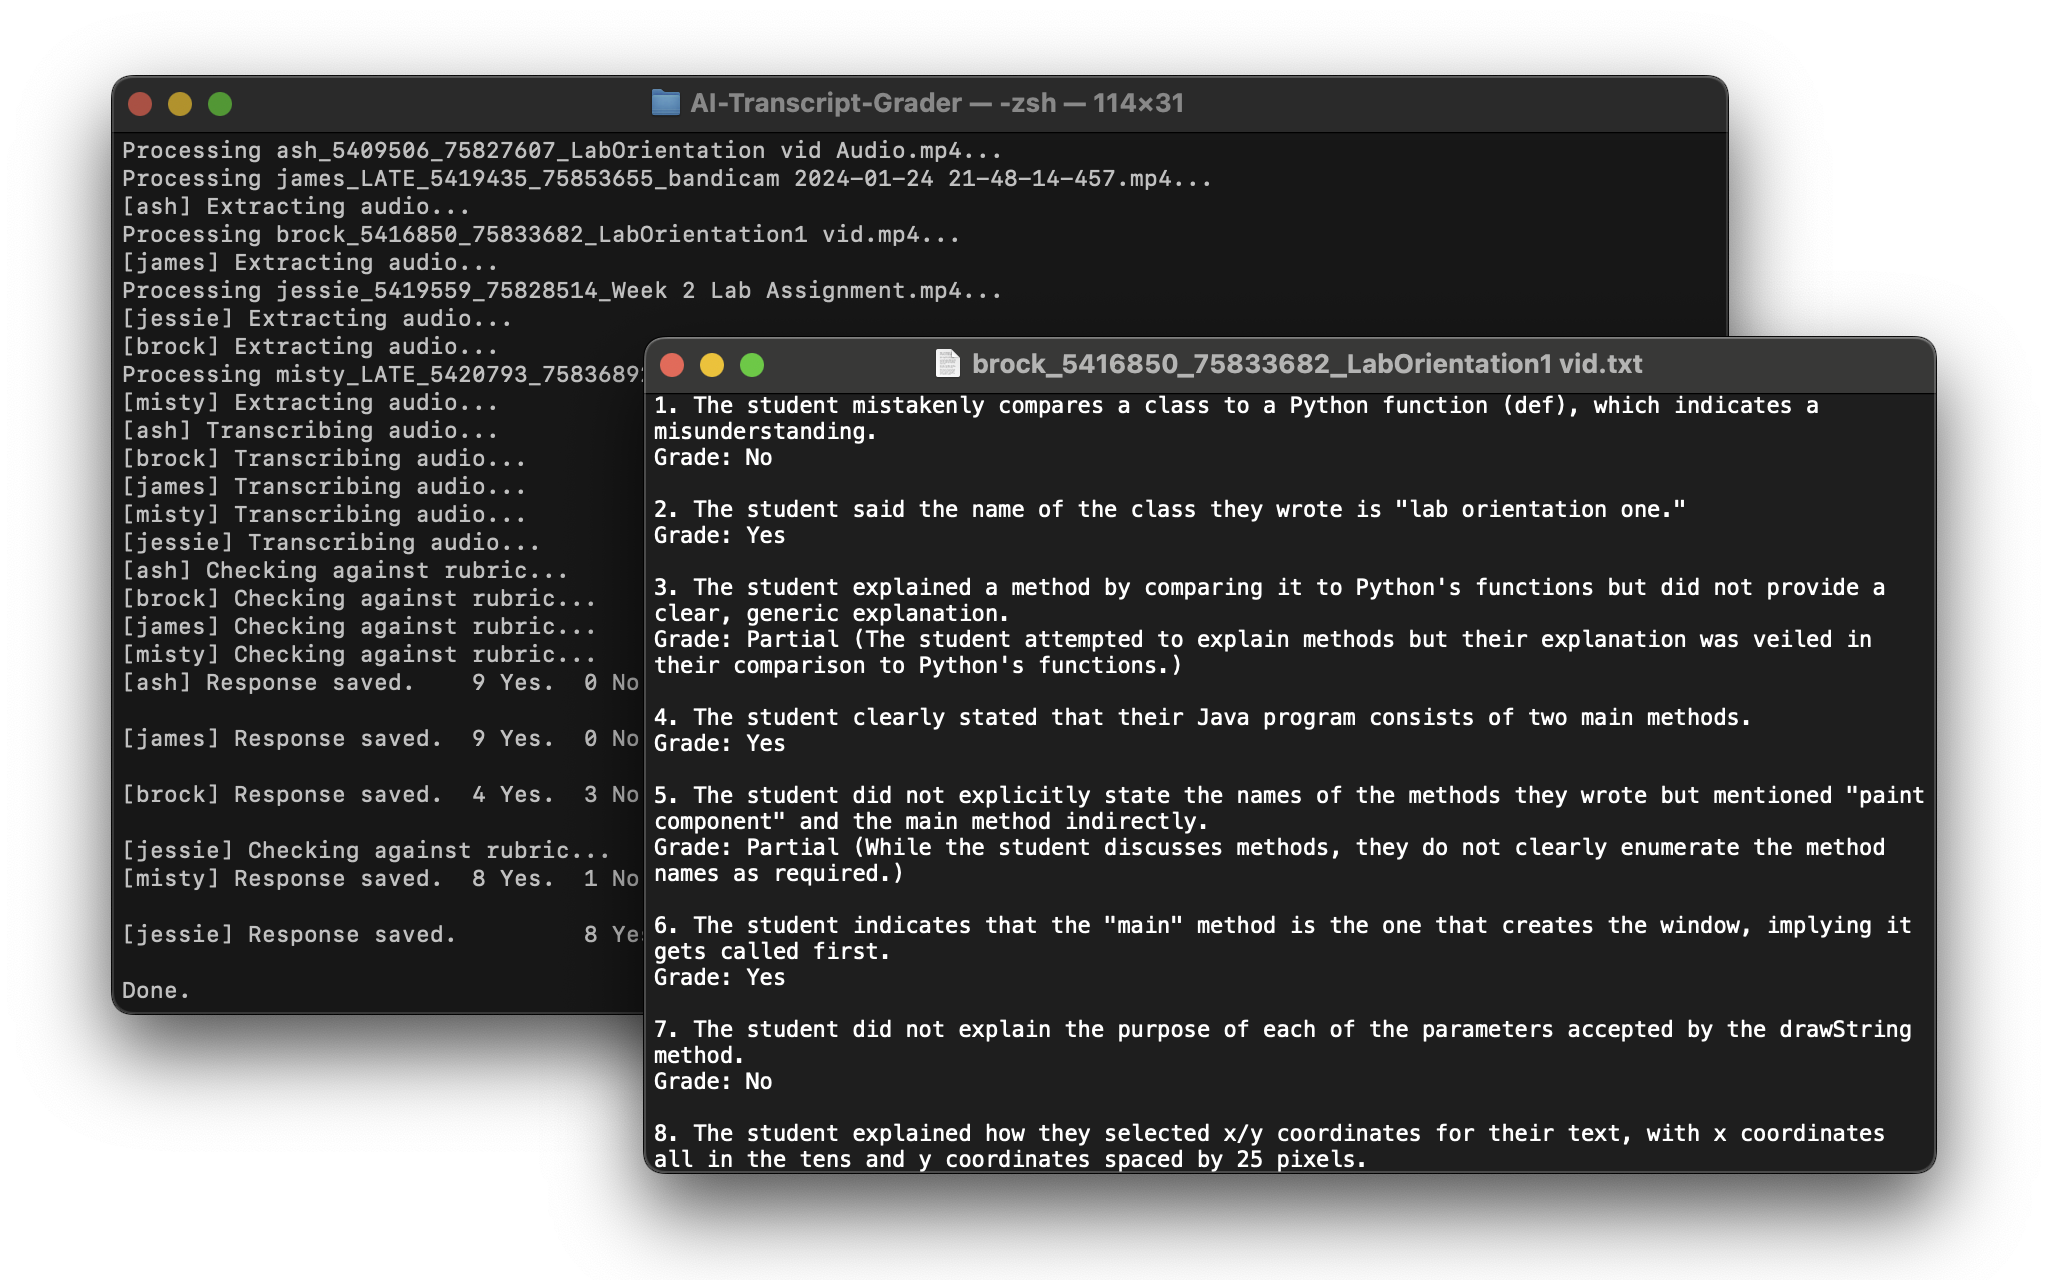 AI-Transcript-Grader — -zsh — 114×31
Processing ash_5409506_75827607_LabOrientation vid Audio.mp4...
Processing james_LATE_5419435_75853655_bandicam 2024-01-24 21-48-14-457.mp4...
[ash] Extracting audio...
Processing brock_5416850_75833682_LabOrientation1 vid.mp4...
[james] Extracting audio...
Processing jessie_5419559_75828514_Week 2 Lab Assignment.mp4...
[jessie] Extracting audio...
[brock] Extracting audio...
Processing misty_LATE_5420793_7583689
[misty] Extracting audio...
[ash] Transcribing audio...
[brock] Transcribing audio...
[james] Transcribing audio...
[misty] Transcribing audio...
[jessie] Transcribing audio...
[ash] Checking against rubric...
[brock] Checking against rubric...
[james] Checking against rubric...
[misty] Checking against rubric...
[ash] Response saved. 9 Yes. 0 No
[james] Response saved. 9 Yes. 0 No
[brock] Response saved. 4 Yes. 3 No
[jessie] Checking against rubric...
[misty] Response saved. 8 Yes. 1 No
[jessie] Response saved. 8 Yes
Done.
brock_5416850_75833682_LabOrientation1 vid.txt
1. The student mistakenly compares a class to a Python function (def), which indicates a
misunderstanding.
Grade: No
2. The student said the name of the class they wrote is "lab orientation one."
Grade: Yes
3. The student explained a method by comparing it to Python's functions but did not provide a
clear, generic explanation.
Grade: Partial (The student attempted to explain methods but their explanation was veiled in
their comparison to Python's functions.)
4. The student clearly stated that their Java program consists of two main methods.
Grade: Yes
5. The student did not explicitly state the names of the methods they wrote but mentioned "paint
component" and the main method indirectly.
Grade: Partial (While the student discusses methods, they do not clearly enumerate the method
names as required.)
6. The student indicates that the "main" method is the one that creates the window, implying it
gets called first.
Grade: Yes
7. The student did not explain the purpose of each of the parameters accepted by the drawString
method.
Grade: No
8. The student explained how they selected x/y coordinates for their text, with x coordinates
all in the tens and y coordinates spaced by 25 pixels.